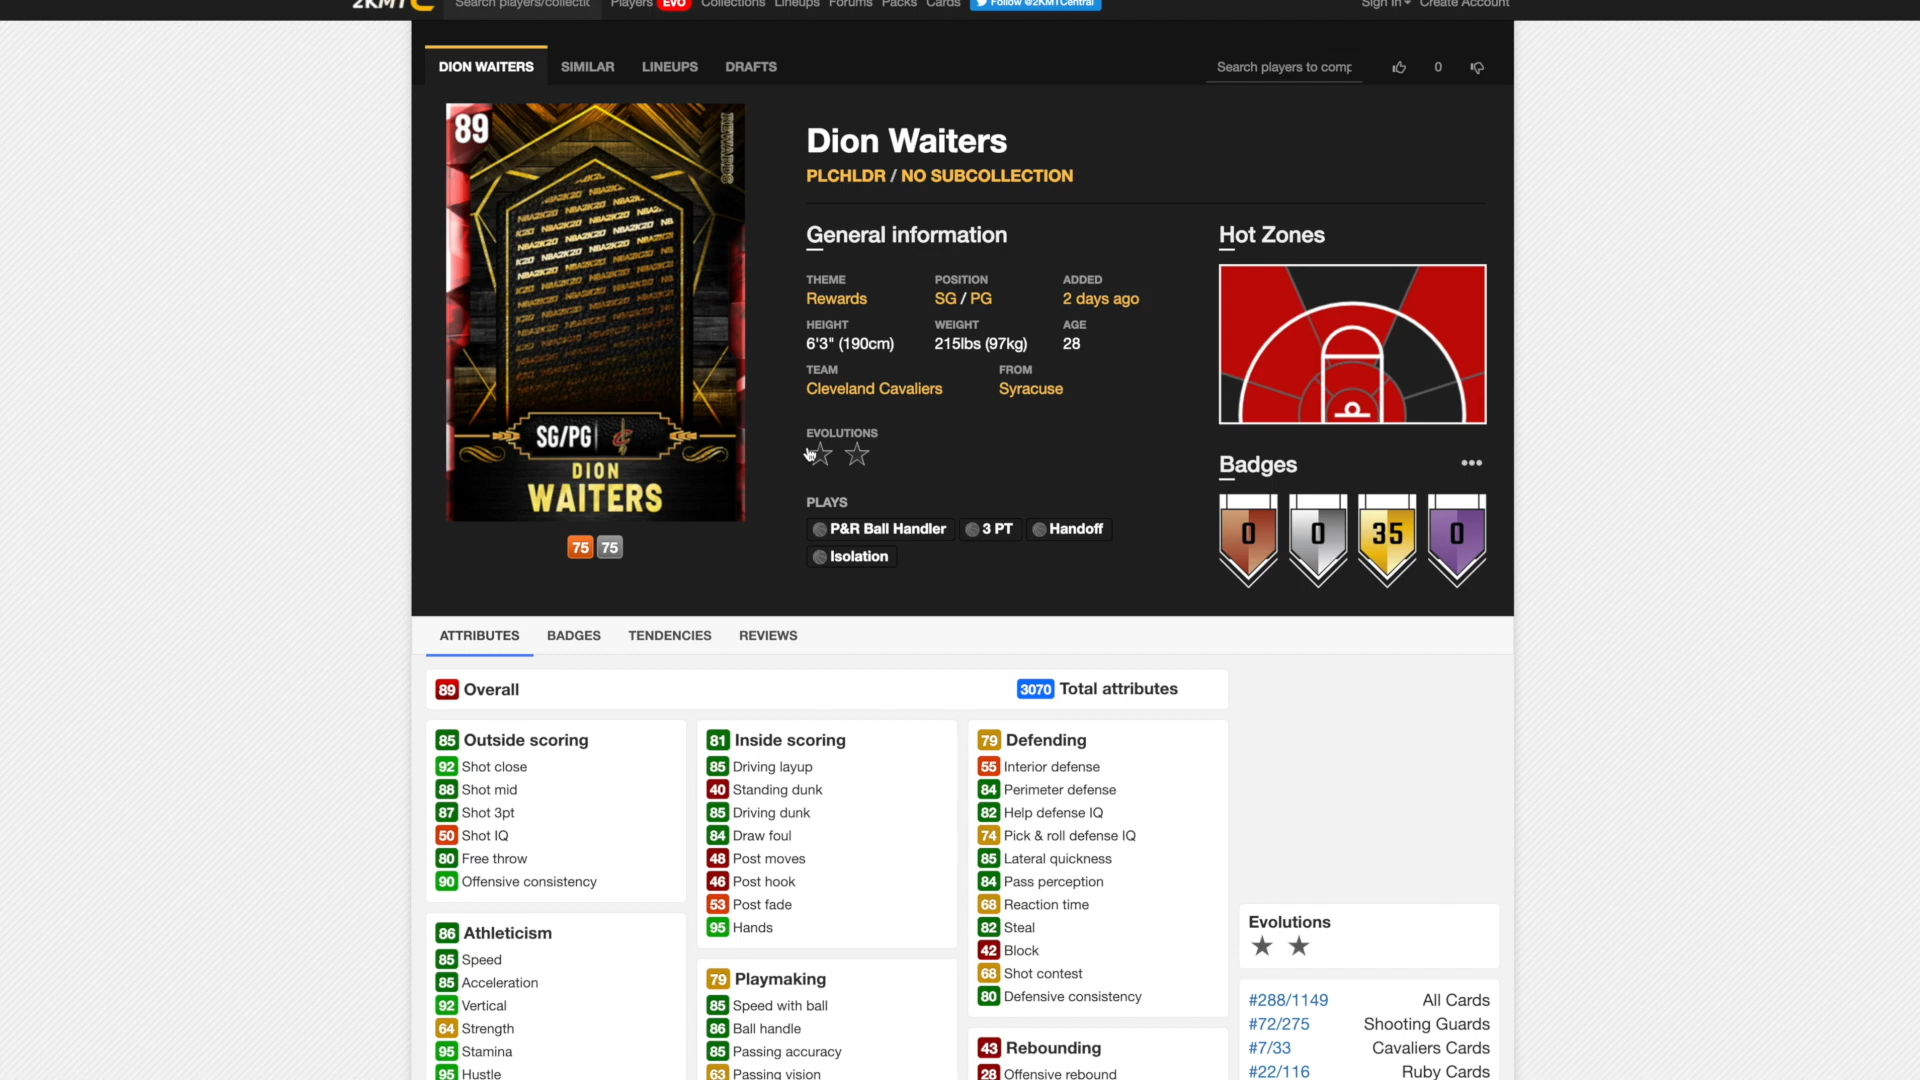 2KMTC Search players/collectic Players EVO Collections Lineups Forums Packs Cards Follow @2KMTCentral Sign In Create Account
DION WAITERS SIMILAR LINEUPS DRAFTS Search players to comp 0
89
REWARDS
SG/PG
DION
WAITERS
75 75
Dion Waiters
PLCHLDR / NO SUBCOLLECTION
General information
THEME POSITION ADDED
Rewards SG / PG 2 days ago
HEIGHT WEIGHT AGE
6'3" (190cm) 215lbs (97kg) 28
TEAM FROM
Cleveland Cavaliers Syracuse
EVOLUTIONS
PLAYS
P&R Ball Handler 3 PT Handoff
Isolation
Hot Zones
Badges
0 0 35 0
ATTRIBUTES BADGES TENDENCIES REVIEWS
89 Overall 3070 Total attributes
85 Outside scoring
92 Shot close
88 Shot mid
87 Shot 3pt
50 Shot IQ
80 Free throw
90 Offensive consistency
86 Athleticism
85 Speed
85 Acceleration
92 Vertical
64 Strength
95 Stamina
95 Hustle
81 Inside scoring
85 Driving layup
40 Standing dunk
85 Driving dunk
84 Draw foul
48 Post moves
46 Post hook
53 Post fade
95 Hands
79 Playmaking
85 Speed with ball
86 Ball handle
85 Passing accuracy
63 Passing vision
79 Defending
55 Interior defense
84 Perimeter defense
82 Help defense IQ
74 Pick & roll defense IQ
85 Lateral quickness
84 Pass perception
68 Reaction time
82 Steal
42 Block
68 Shot contest
80 Defensive consistency
43 Rebounding
28 Offensive rebound
Evolutions
#288/1149 All Cards
#72/275 Shooting Guards
#7/33 Cavaliers Cards
#22/116 Ruby Cards